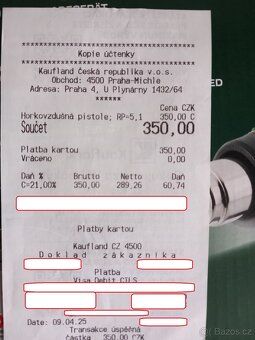 Kopie účtenky
Kaufland Česká republika v.o.s.
Obchod: 4500 Praha-Michle
Adresa: Praha 4, U Plynárny 1432/64
******
Cena CZK
Horkovzdušná pistole; RP=5,1 350,00 C
Součet 350,00
Platba kartou 350,00
Vráceno 0,00
Daň % Brutto Netto Daň
C=21,00% 350,00 289,26 60,74
Platby kartou
Kaufland CZ 4500
Doklad zákazníka
Platba
Visa Debit CTLS
Date 09.04.25
Transakce úspěšná
částka 350,00 CZK
Bazos.cz